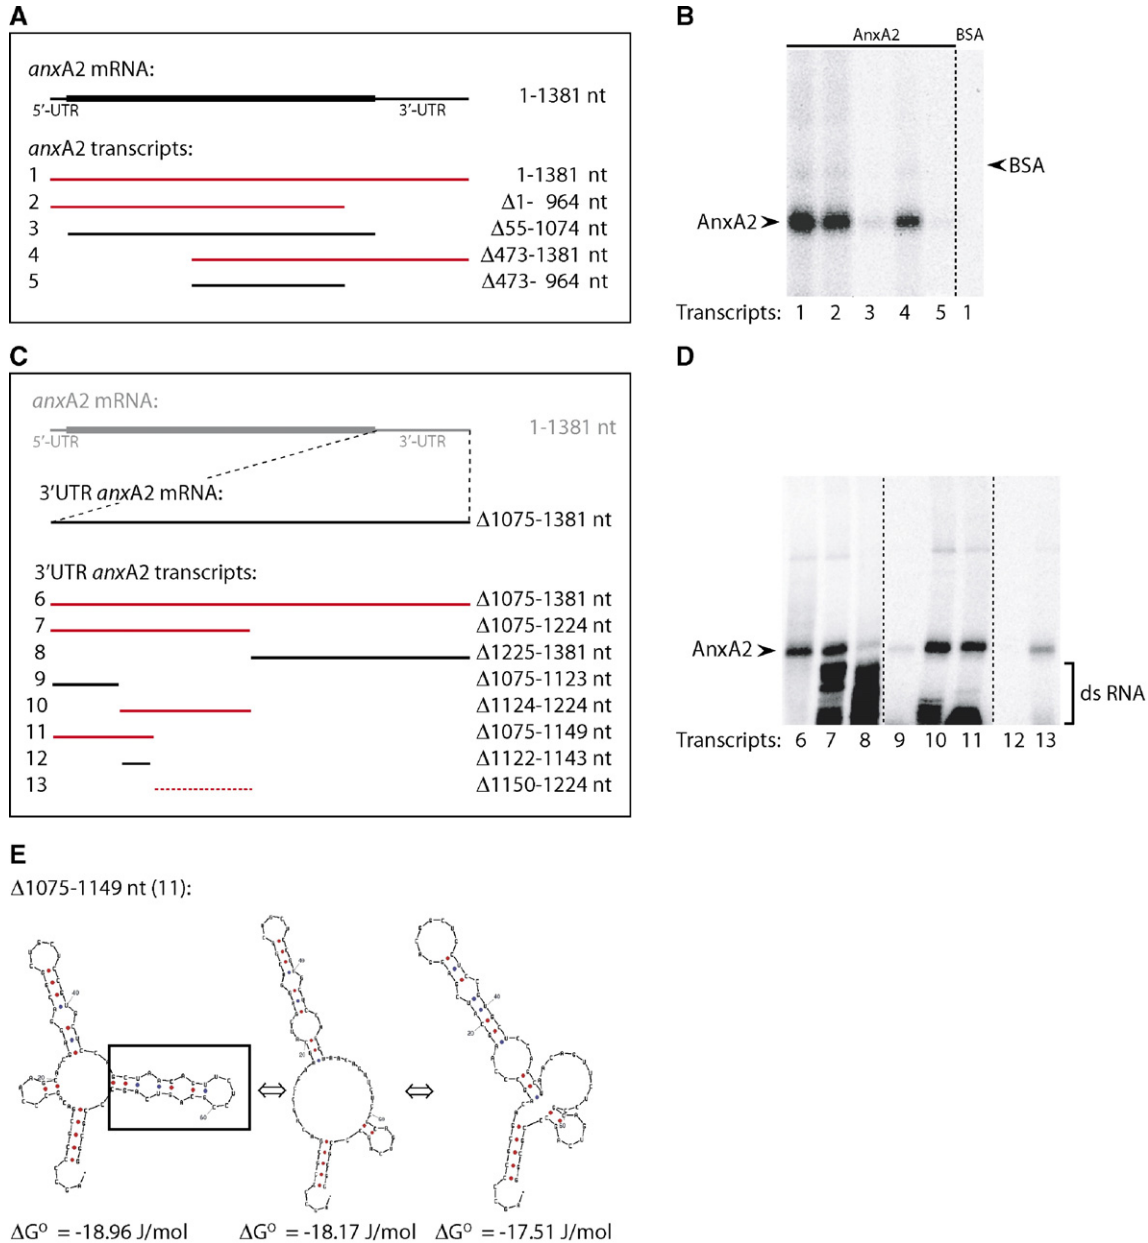 A
anxA2 mRNA:
5'-UTR
3'-UTR
1-1381 nt
anxA2 transcripts:
1 1-1381 nt
2 Δ1- 964 nt
3 Δ55-1074 nt
4 Δ473-1381 nt
5 Δ473- 964 nt
B
AnxA2 BSA
BSA
AnxA2
Transcripts: 1 2 3 4 5 1
C
anxA2 mRNA:
5'-UTR
3'-UTR
1-1381 nt
3'UTR anxA2 mRNA:
Δ1075-1381 nt
3'UTR anxA2 transcripts:
6 Δ1075-1381 nt
7 Δ1075-1224 nt
8 Δ1225-1381 nt
9 Δ1075-1123 nt
10 Δ1124-1224 nt
11 Δ1075-1149 nt
12 Δ1122-1143 nt
13 Δ1150-1224 nt
D
AnxA2
ds RNA
Transcripts: 6 7 8 9 10 11 12 13
E
Δ1075-1149 nt (11):
ΔG⁰ = -18.96 J/mol
ΔG⁰ = -18.17 J/mol
ΔG⁰ = -17.51 J/mol